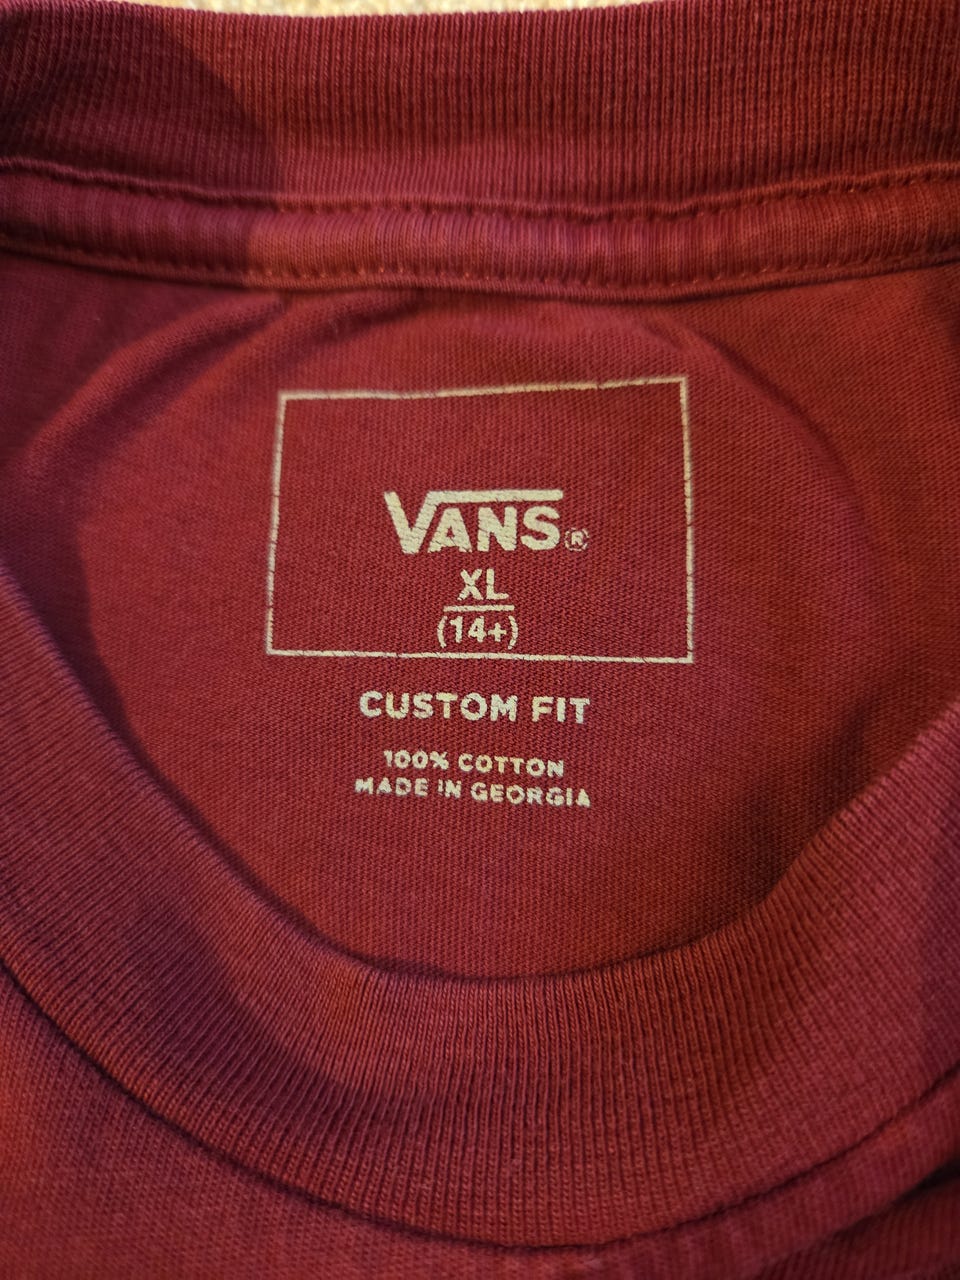 VANS®
XL
(14+)
CUSTOM FIT
100% COTTON
MADE IN GEORGIA